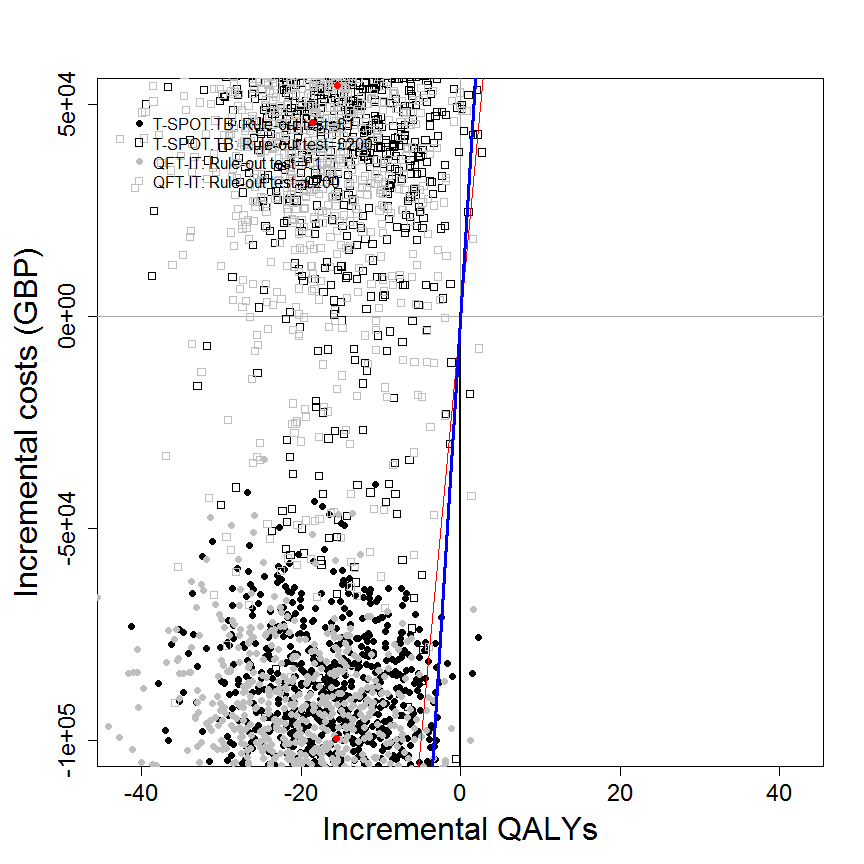 5e+04
0e+00
-5e+04
-1e+05
Incremental costs (GBP)
T-SPOT.TB: Rule-out test=£1
T-SPOT.TB: Rule-out test=£200
QFT-IT: Rule-out test=£1
QFT-IT: Rule-out test=£200
-40
-20
0
20
40
Incremental QALYs